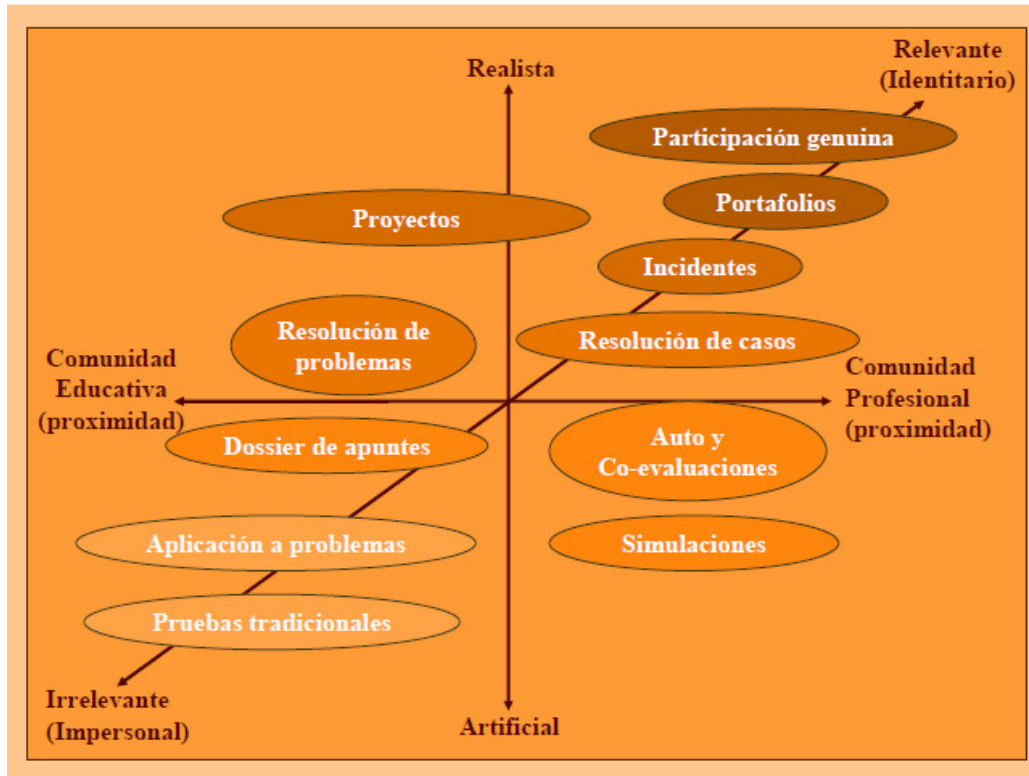 Realista
Relevante
(Identitario)
Participación genuina
Portafolios
Proyectos
Incidentes
Resolución de
problemas
Resolución de casos
Comunidad
Educativa
(proximidad)
Comunidad
Profesional
(proximidad)
Dossier de apuntes
Auto y
Co-evaluaciones
Aplicación a problemas
Simulaciones
Pruebas tradicionales
Irrelevante
(Impersonal)
Artificial